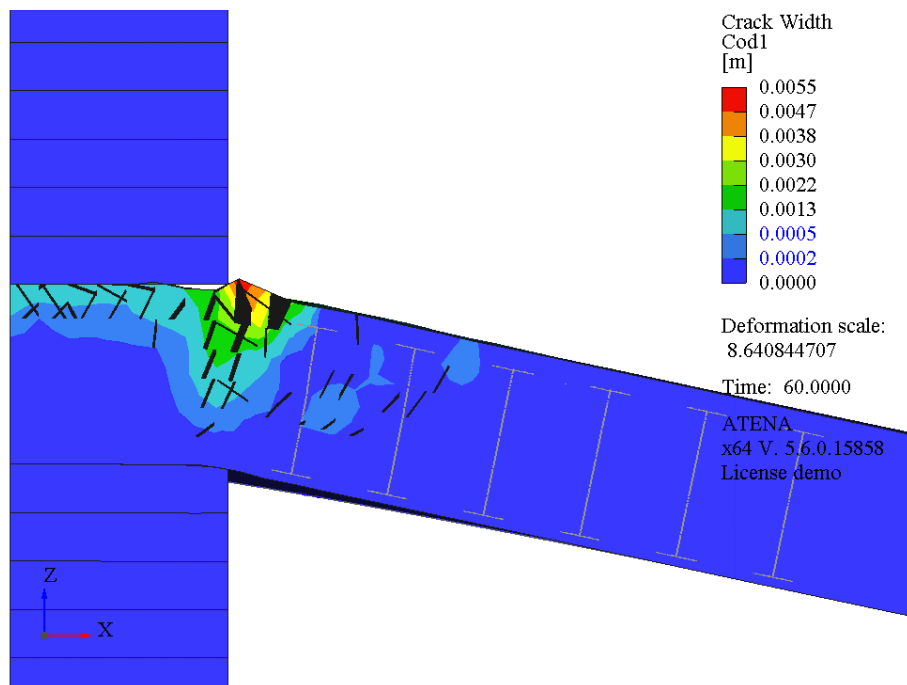 Crack Width
Cod1
[m]
0.0055
0.0047
0.0038
0.0030
0.0022
0.0013
0.0005
0.0002
0.0000
Deformation scale:
8.640844707
Time: 60.0000
ATENA
x64 V. 5.6.0.15858
License demo
Z
X